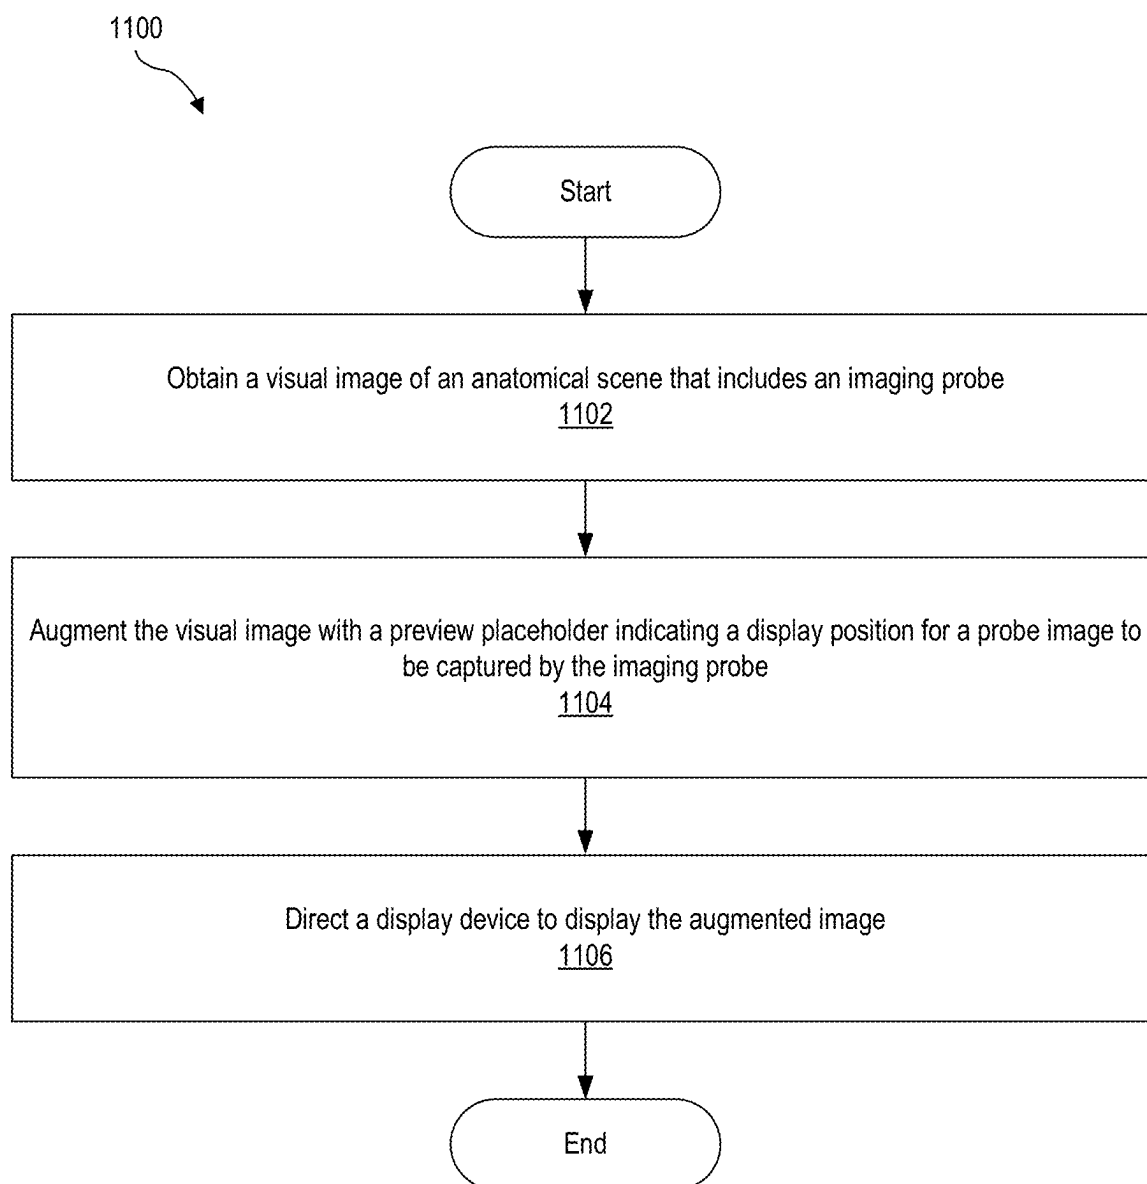 1100
Start
Obtain a visual image of an anatomical scene that includes an imaging probe
1102
Augment the visual image with a preview placeholder indicating a display position for a probe image to
be captured by the imaging probe
1104
Direct a display device to display the augmented image
1106
End